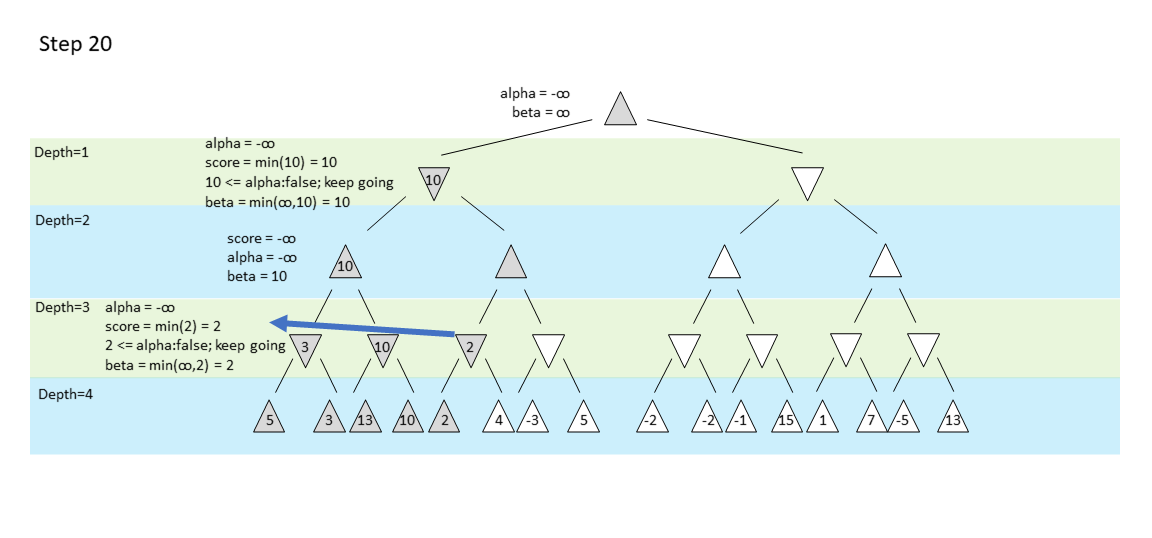 Step 20
alpha = -∞
beta = ∞
Depth=1
alpha = -∞
score = min(10) = 10
10 <= alpha:false; keep going
beta = min(∞,10) = 10
10
Depth=2
score = -∞
alpha = -∞
beta = 10
10
Depth=3
alpha = -∞
score = min(2) = 2
2 <= alpha:false; keep going
beta = min(∞,2) = 2
3 10 2
Depth=4
5 3 13 10 2 4 -3 5 -2 -2 -1 15 1 7 -5 13